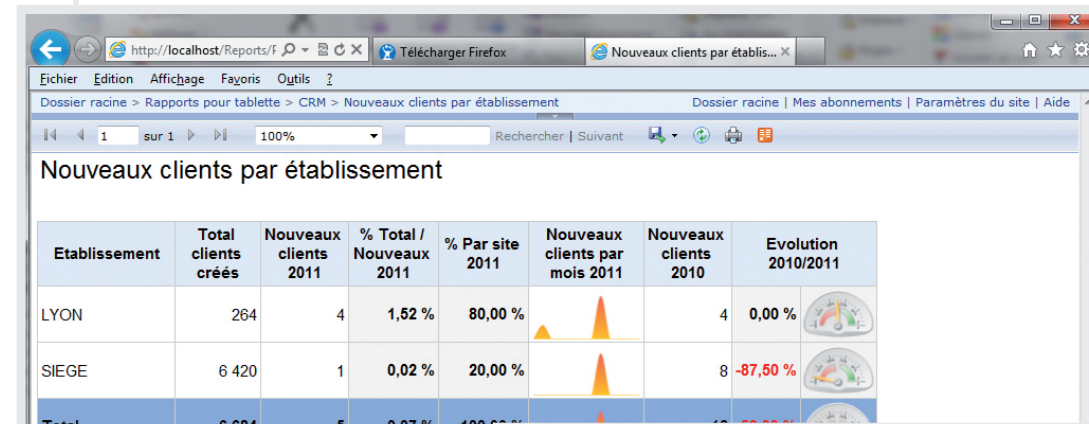 http://localhost/Reports/F
Télécharger Firefox
Nouveaux clients par établis...
Fichier Edition Affichage Favoris Outils ?
Dossier racine > Rapports pour tablette > CRM > Nouveaux clients par établissement
Dossier racine | Mes abonnements | Paramètres du site | Aide
1 sur 1 100% Rechercher | Suivant
Nouveaux clients par établissement
Etablissement Total clients créés Nouveaux clients 2011 % Total / Nouveaux 2011 % Par site 2011 Nouveaux clients par mois 2011 Nouveaux clients 2010 Evolution 2010/2011
LYON 264 4 1,52 % 80,00 % 4 0,00 %
SIEGE 6 420 1 0,02 % 20,00 % 8 -87,50 %
Total 6 684 5